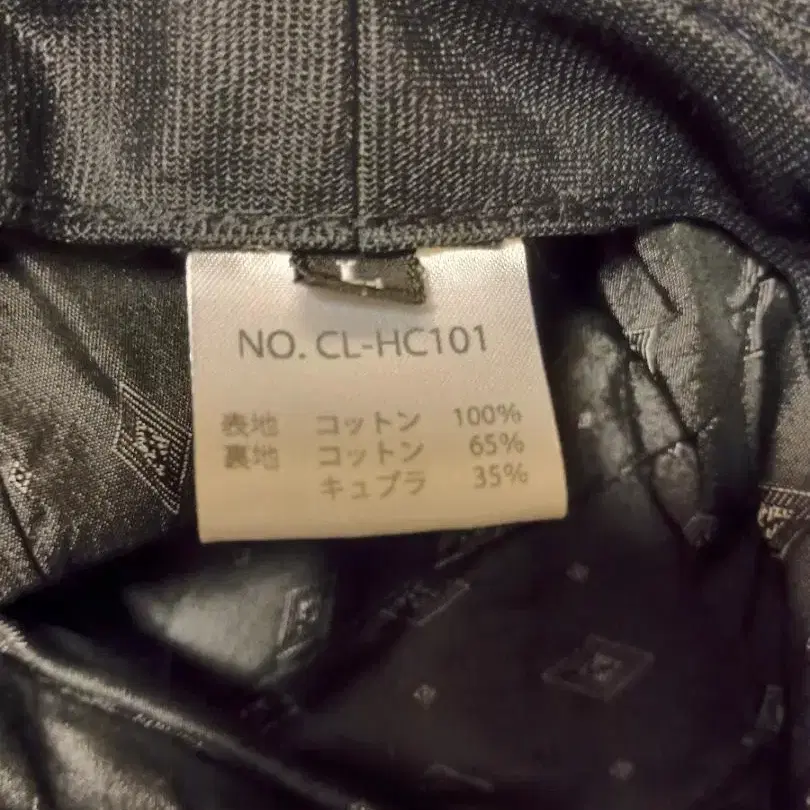 L
NO. CL-HC101
表地 コットン 100%
裏地 コットン 65%
キュプラ 35%